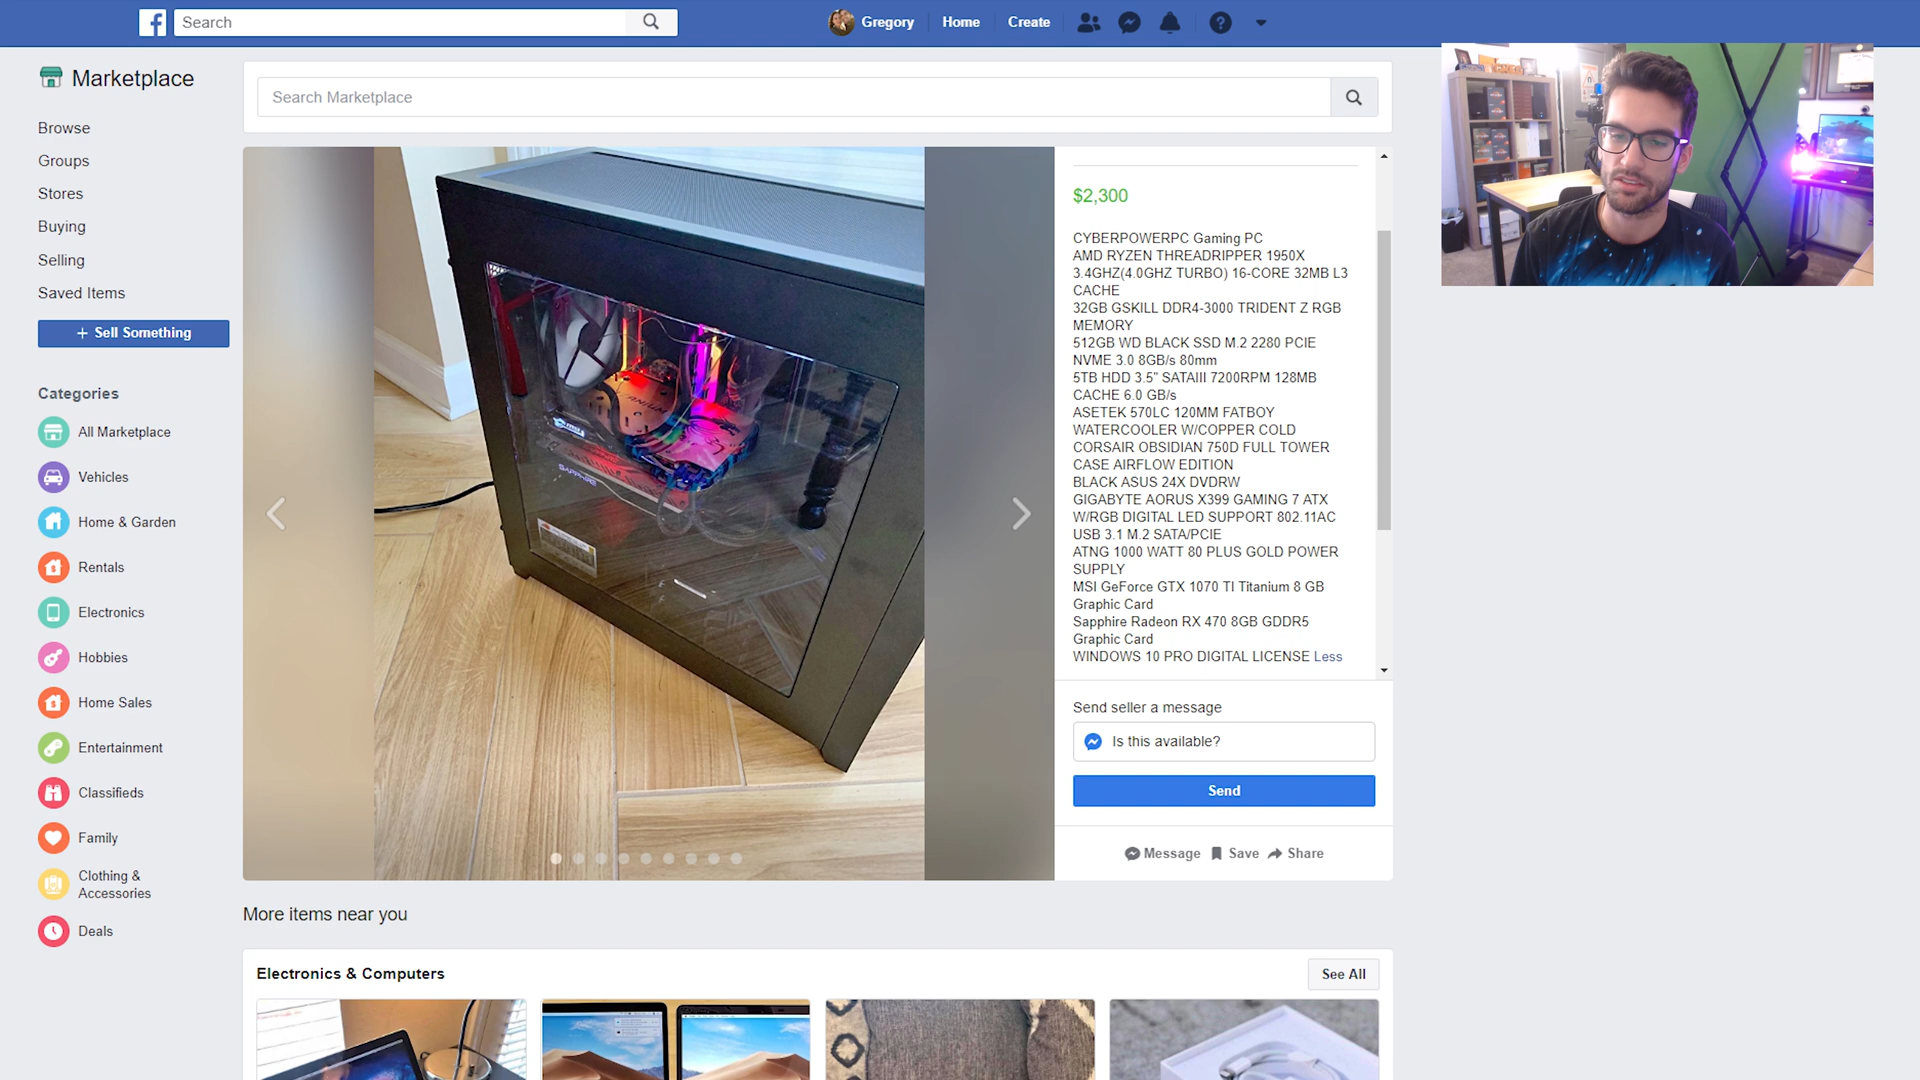 Search
Gregory
Home
Create
Marketplace
Browse
Groups
Stores
Buying
Selling
Saved Items
+ Sell Something
Categories
All Marketplace
Vehicles
Home & Garden
Rentals
Electronics
Hobbies
Home Sales
Entertainment
Classifieds
Family
Clothing &
Accessories
Deals
Search Marketplace
SAPPHIRE
$2,300
CYBERPOWERPC Gaming PC
AMD RYZEN THREADRIPPER 1950X
3.4GHZ(4.0GHZ TURBO) 16-CORE 32MB L3
CACHE
32GB GSKILL DDR4-3000 TRIDENT Z RGB
MEMORY
512GB WD BLACK SSD M.2 2280 PCIE
NVME 3.0 8GB/s 80mm
5TB HDD 3.5" SATAIII 7200RPM 128MB
CACHE 6.0 GB/s
ASETEK 570LC 120MM FATBOY
WATERCOOLER W/COPPER COLD
CORSAIR OBSIDIAN 750D FULL TOWER
CASE AIRFLOW EDITION
BLACK ASUS 24X DVDRW
GIGABYTE AORUS X399 GAMING 7 ATX
W/RGB DIGITAL LED SUPPORT 802.11AC
USB 3.1 M.2 SATA/PCIE
ATNG 1000 WATT 80 PLUS GOLD POWER
SUPPLY
MSI GeForce GTX 1070 TI Titanium 8 GB
Graphic Card
Sapphire Radeon RX 470 8GB GDDR5
Graphic Card
WINDOWS 10 PRO DIGITAL LICENSE Less
Send seller a message
Is this available?
Send
Message
Save
Share
More items near you
Electronics & Computers
See All